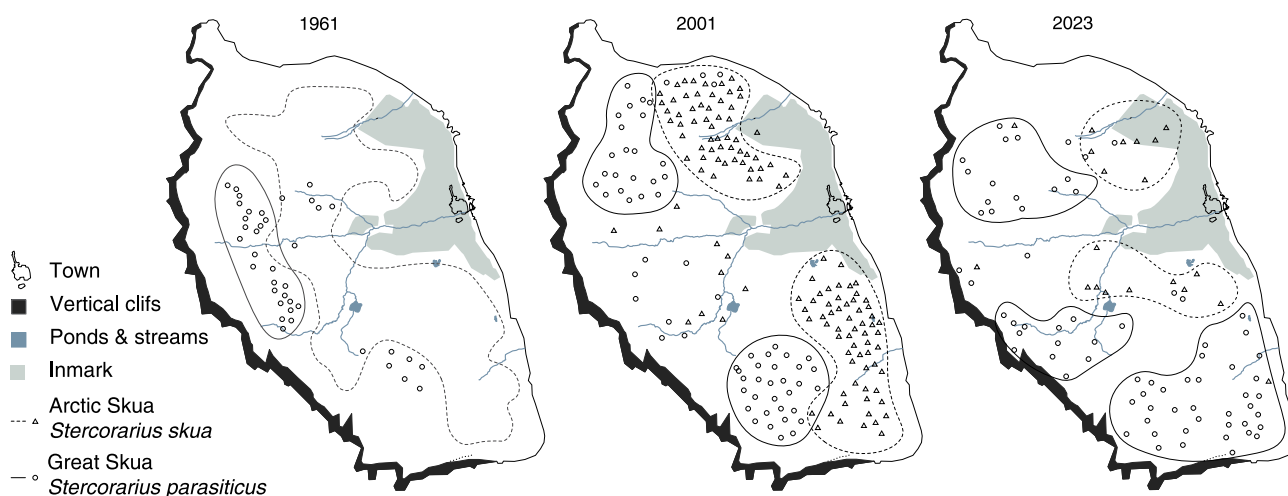 1961
2001
2023
Town
Vertical clifs
Ponds & streams
Inmark
Arctic Skua
Stercorarius skua
Great Skua
Stercorarius parasiticus